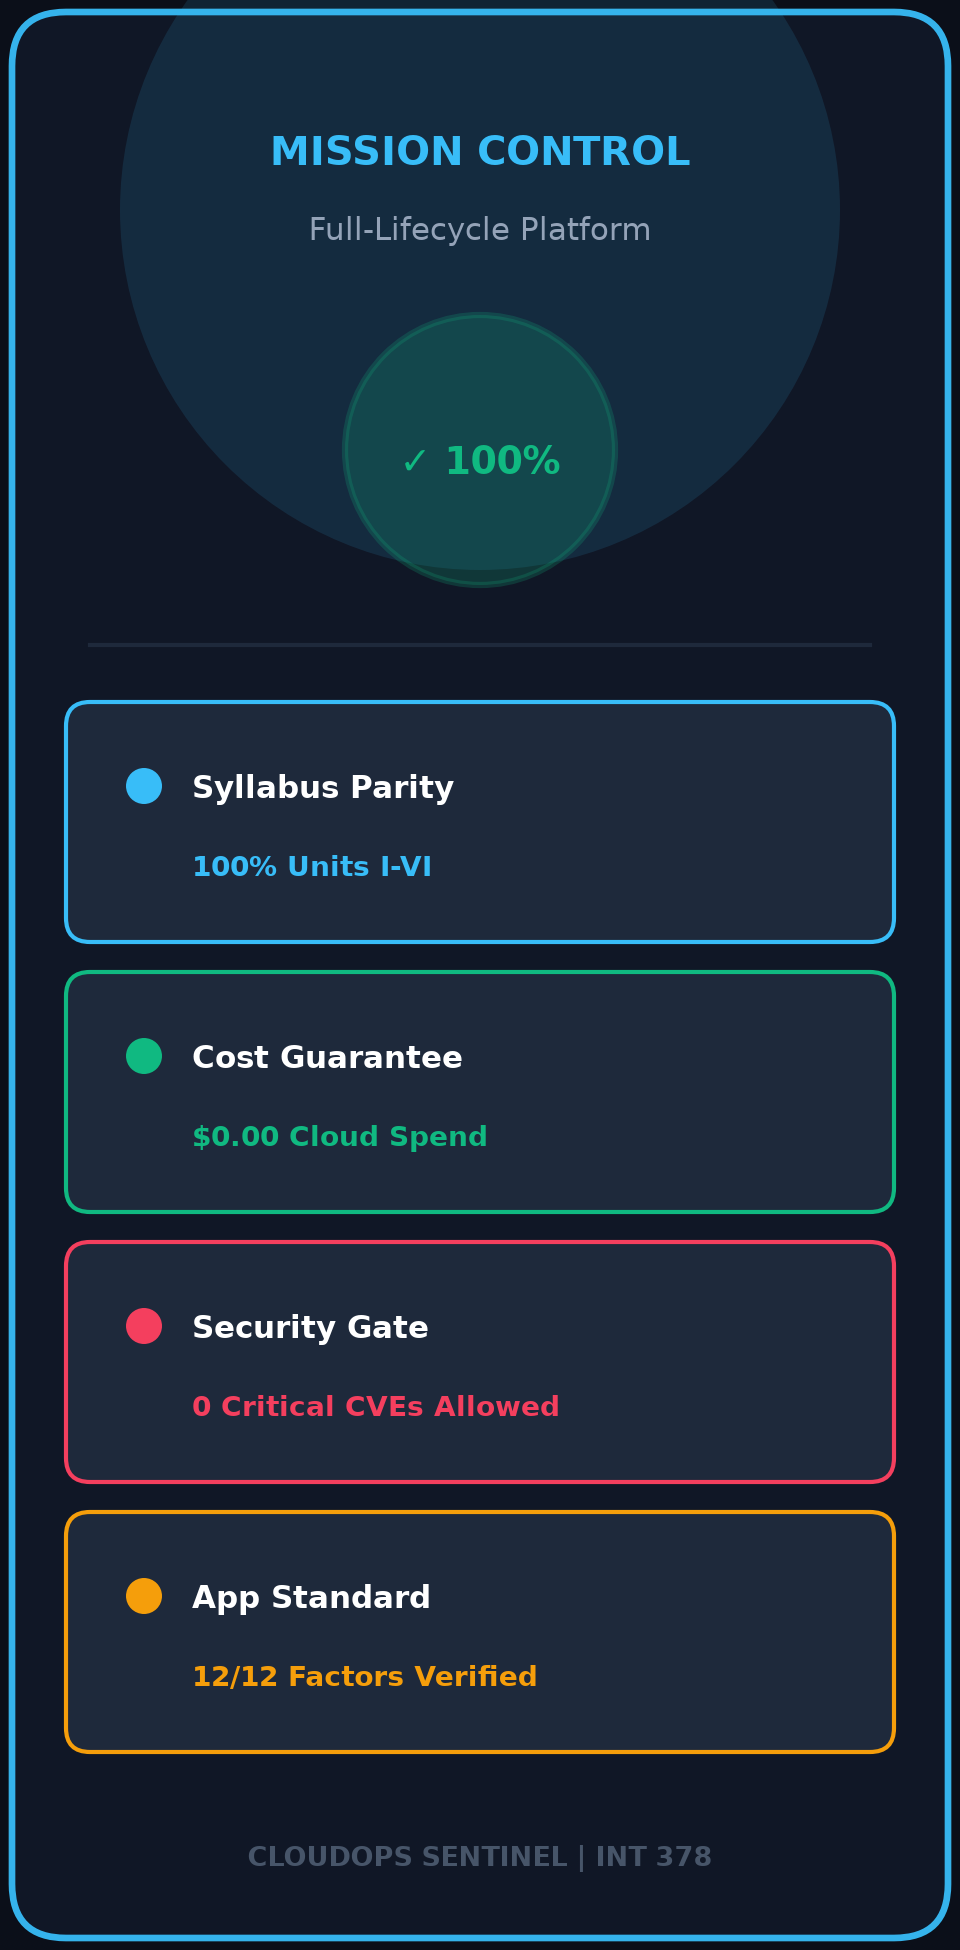 MISSION CONTROL
Full-Lifecycle Platform
✓ 100%
Syllabus Parity
100% Units I-VI
Cost Guarantee
$0.00 Cloud Spend
Security Gate
0 Critical CVEs Allowed
App Standard
12/12 Factors Verified
CLOUDOPS SENTINEL | INT 378